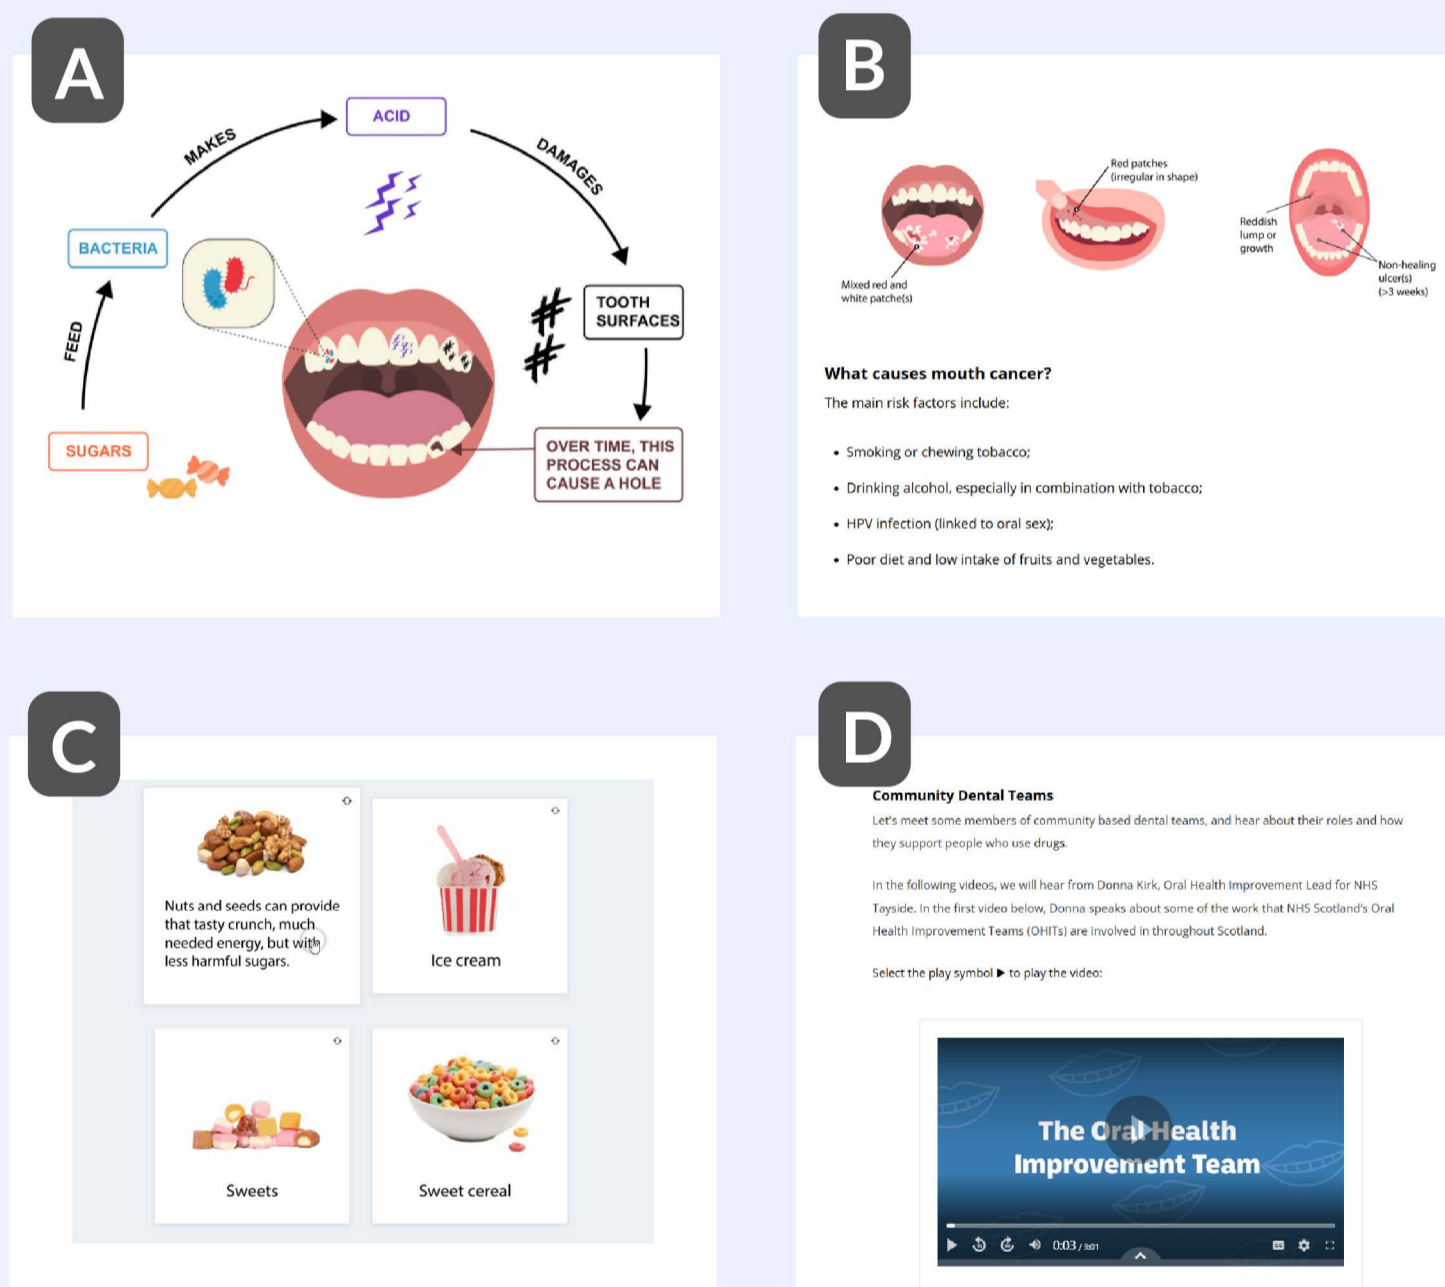 A
ACID
MAKES
DAMAGES
BACTERIA
FEED
TOOTH
SURFACES
SUGARS
OVER TIME, THIS
PROCESS CAN
CAUSE A HOLE
B
Red patches
(irregular in shape)
Reddish
lump or
growth
Non-healing
ulcer(s)
(>3 weeks)
Mixed red and
white patche(s)
What causes mouth cancer?
The main risk factors include:
• Smoking or chewing tobacco;
• Drinking alcohol, especially in combination with tobacco;
• HPV infection (linked to oral sex);
• Poor diet and low intake of fruits and vegetables.
C
Nuts and seeds can provide
that tasty crunch, much
needed energy, but with
less harmful sugars.
Ice cream
Sweets
Sweet cereal
D
Community Dental Teams
Let's meet some members of community based dental teams, and hear about their roles and how
they support people who use drugs.
In the following videos, we will hear from Donna Kirk, Oral Health Improvement Lead for NHS
Tayside. In the first video below, Donna speaks about some of the work that NHS Scotland's Oral
Health Improvement Teams (OHITs) are involved in throughout Scotland.
Select the play symbol ▶ to play the video:
The Oral Health
Improvement Team
0:03 / 3:01